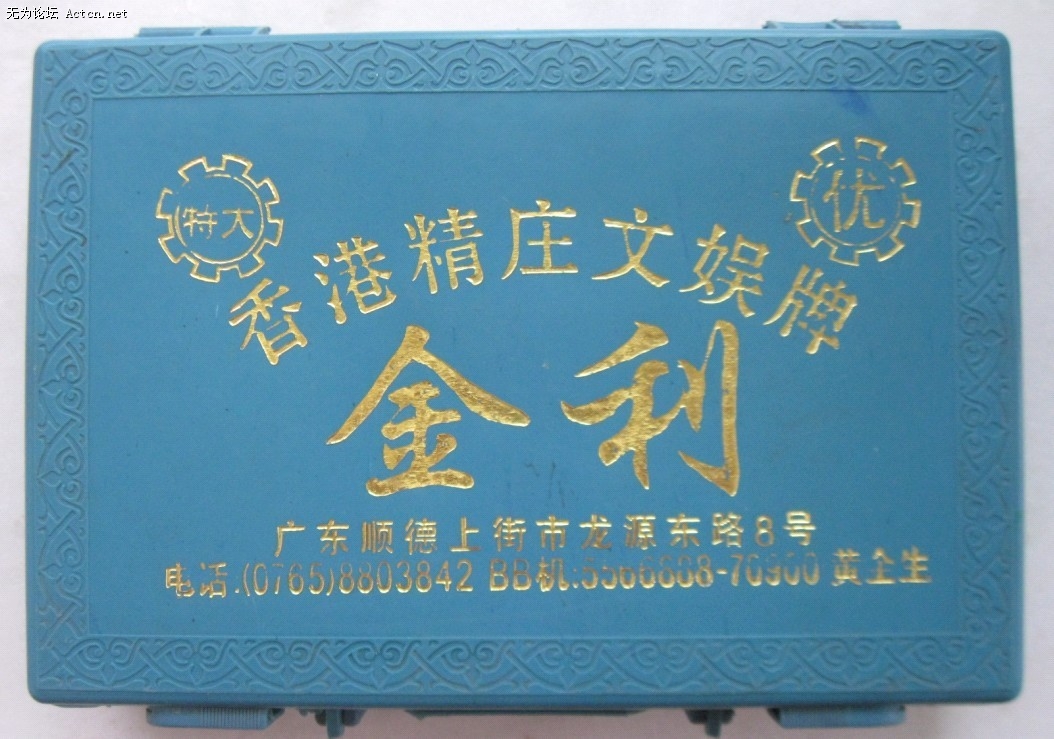 无为论坛 Actcn.net
特大
优
香港精庄文娱牌
金利
广东顺德上街市龙源东路8号
电话:(0765)8803842 BB机:5566608-70900 黄全生